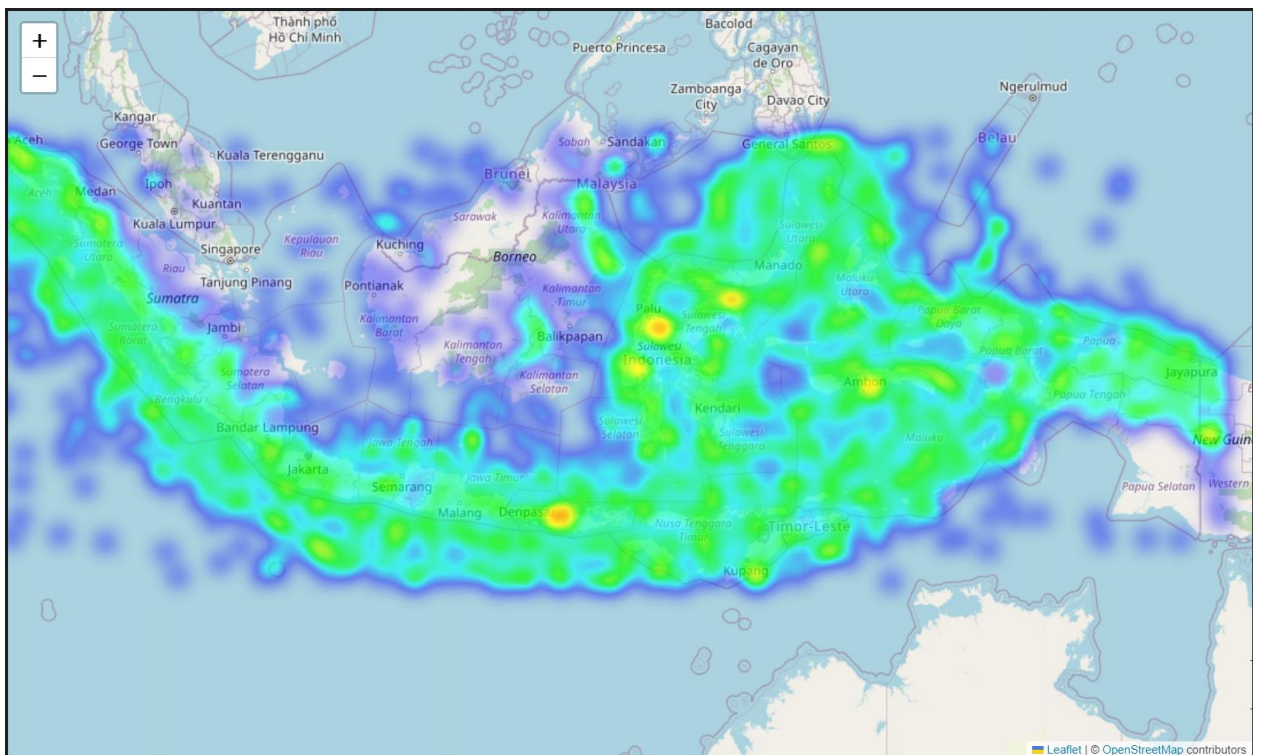 +
−
Thành phố
Hồ Chí Minh
Bacolod
Puerto Princesa
Cagayan
de Oro
Zamboanga
City
Davao City
Ngerulmud
Kangar
Aceh
George Town
Kuala Terengganu
Sabah
Sandakan
General Santos
Belau
Brunei
Malaysia
Ipoh
Medan
Aceh
Kuantan
Kuala Lumpur
Sarawak
Kalimantan
Utara
Sulawesi
Utara
Sumatera
Utara
Singapore
Kepulauan
Riau
Kuching
Borneo
Manado
Riau
Tanjung Pinang
Pontianak
Kalimantan
Timur
Maluku
Utara
Sumatra
Palu
Sulawesi
Tengah
Papua Barat
Daya
Sumatera
Barat
Jambi
Kalimantan
Barat
Balikpapan
Sulawesi
Indonesia
Papua Barat
Papua
Kalimantan
Tengah
Sumatera
Selatan
Kalimantan
Selatan
Ambon
Jayapura
Bengkulu
Papua Tengah
Kendari
Bandar Lampung
Sulawesi
Selatan
Sulawesi
Tenggara
Maluku
New Guin
Jawa Tengah
Jakarta
Semarang
Jawa Timur
Papua Selatan
Western
Malang
Denpasar
Nusa Tenggara
Timur
Timor-Leste
Kupang
Leaflet | © OpenStreetMap contributors